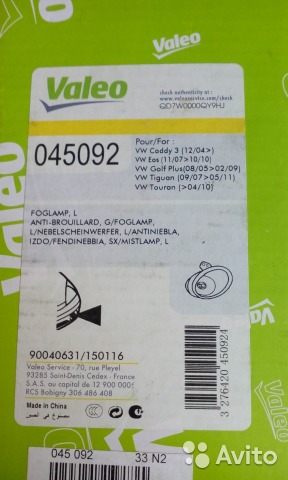 Valeo
Valeo
check authenticity at :
www.valeoservice.com/check
QD7W0000QY9HJ
045092
Pour/For :
VW Caddy 3 (12/04>)
VW Eos (11/07>10/10)
VW Golf Plus(08/05>02/09)
VW Tiguan (09/07>05/11)
VW Touran (>04/10)
FOGLAMP, L
ANTI-BROUILLARD, G/FOGLAMP,
L/NEBELSCHEINWERFER, L/ANTINIEBLA,
IZDO/FENDINEBBIA, SX/MISTLAMP, L
90040631/150116
Valeo Service - 70, rue Pleyel
93285 Saint-Denis Cedex - France
S.A.S. au capital de 12 900 000€
RCS Bobigny 306 486 408
Made in China
مصنوع في الصين
3 276420 450924
045 092
33 N2
Avito